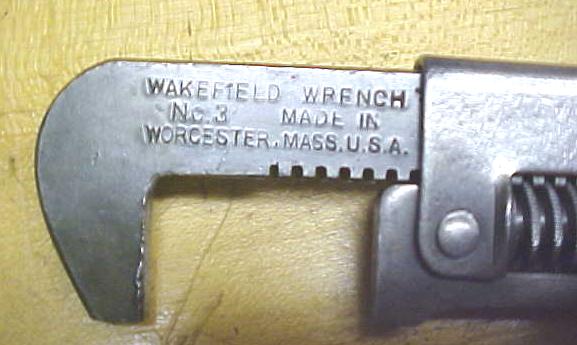 WAKEFIELD WRENCH
No. 3 MADE IN
WORCESTER, MASS. U.S.A.